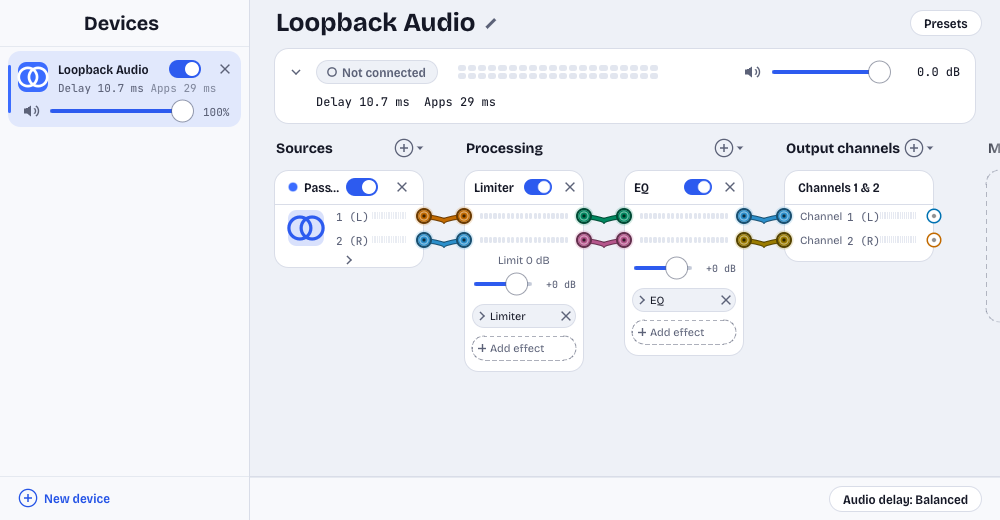 Devices
Loopback Audio
Delay 10.7 ms Apps 29 ms
100%
New device
Loopback Audio
Presets
Not connected
0.0 dB
Delay 10.7 ms Apps 29 ms
Sources
Processing
Output channels
M
Pass...
Limiter
EQ
Channels 1 & 2
1 (L)
2 (R)
Channel 1 (L)
Channel 2 (R)
Limit 0 dB
+0 dB
Limiter
+ Add effect
+0 dB
EQ
+ Add effect
Audio delay: Balanced